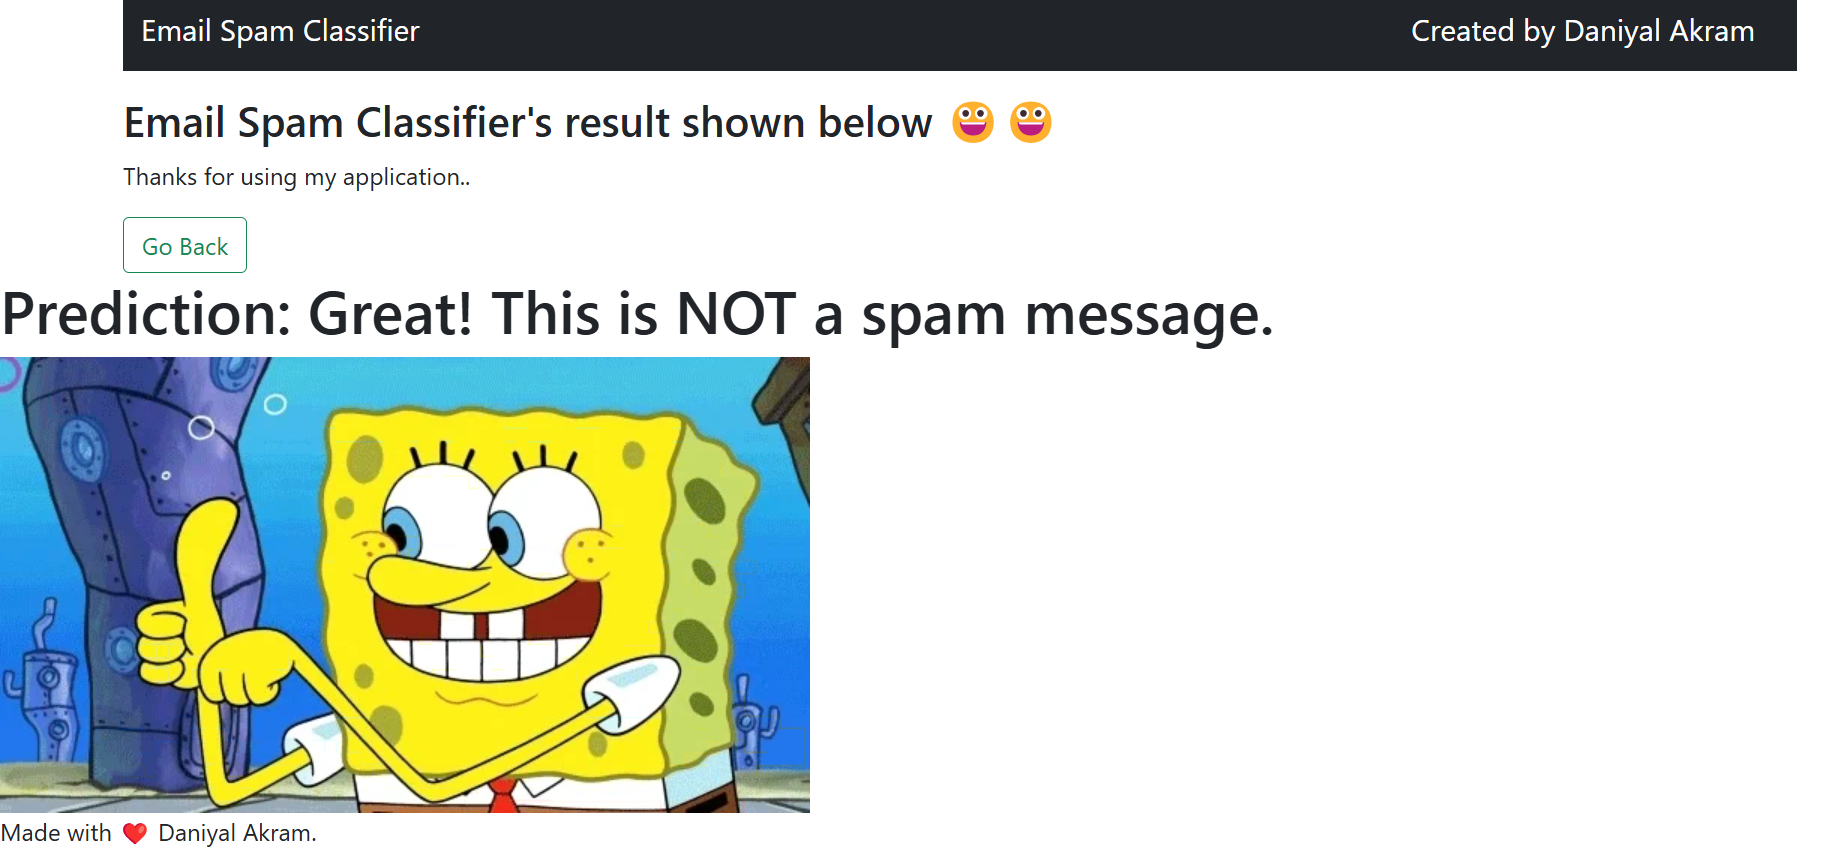 Email Spam Classifier Created by Daniyal Akram
Email Spam Classifier's result shown below 😀 😀
Thanks for using my application..
Go Back
Prediction: Great! This is NOT a spam message.
Made with ❤️ Daniyal Akram.